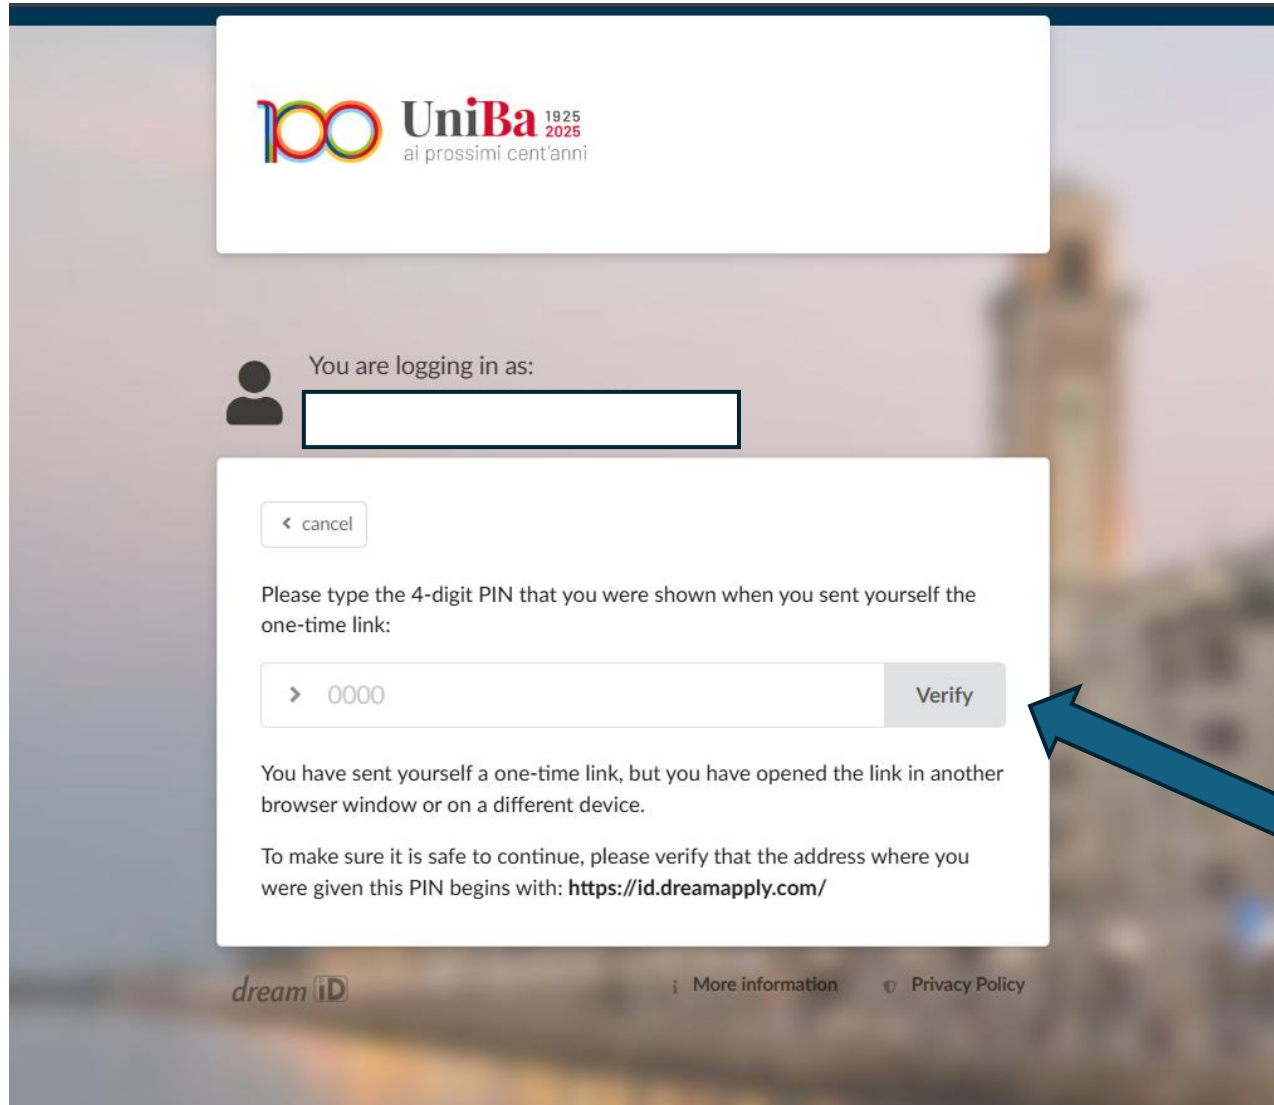 100 UniBa 1925 2025
ai prossimi cent'anni
You are logging in as:
cancel
Please type the 4-digit PIN that you were shown when you sent yourself the
one-time link:
0000 Verify
You have sent yourself a one-time link, but you have opened the link in another
browser window or on a different device.
To make sure it is safe to continue, please verify that the address where you
were given this PIN begins with: https://id.dreamapply.com/
dream iD More information Privacy Policy